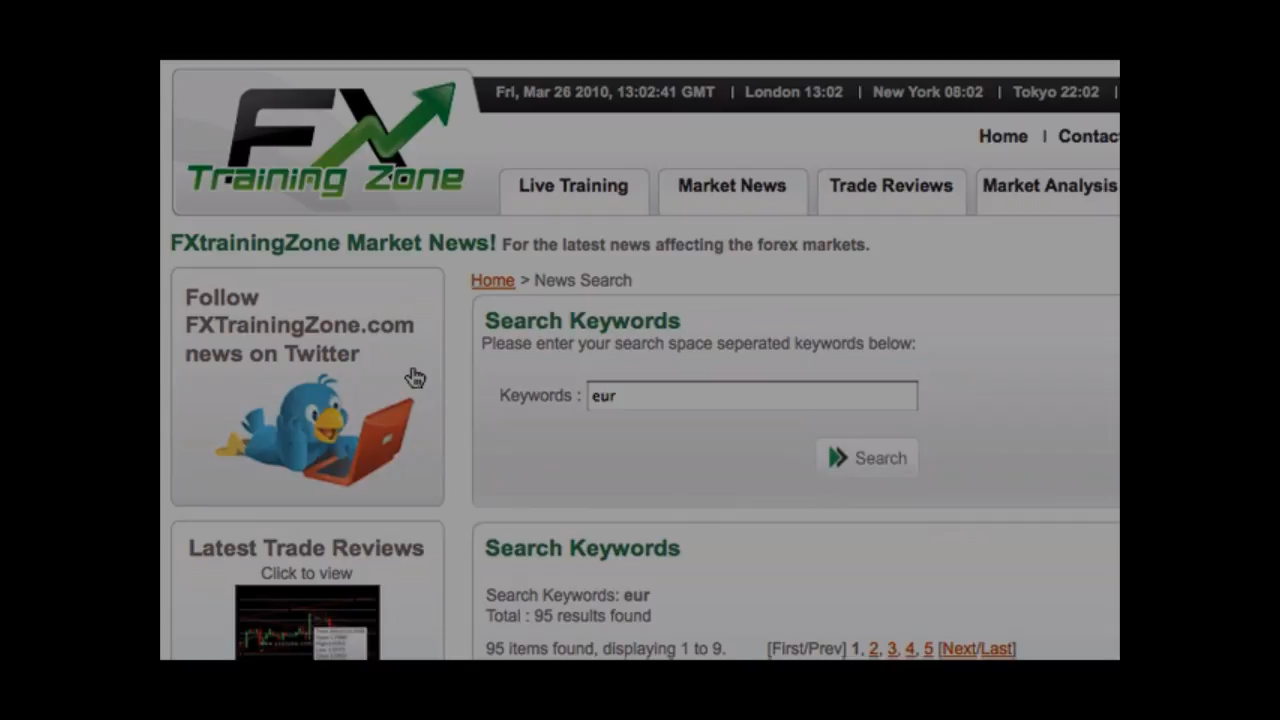 FX
Training Zone
Fri, Mar 26 2010, 13:02:41 GMT | London 13:02 | New York 08:02 | Tokyo 22:02 |
Home | Contac
Live Training
Market News
Trade Reviews
Market Analysis
FXtrainingZone Market News! For the latest news affecting the forex markets.
Follow
FXTrainingZone.com
news on Twitter
Home > News Search
Search Keywords
Please enter your search space seperated keywords below:
Keywords : eur
Search
Latest Trade Reviews
Click to view
Search Keywords
Search Keywords: eur
Total : 95 results found
95 items found, displaying 1 to 9. [First/Prev] 1, 2, 3, 4, 5 [Next/Last]